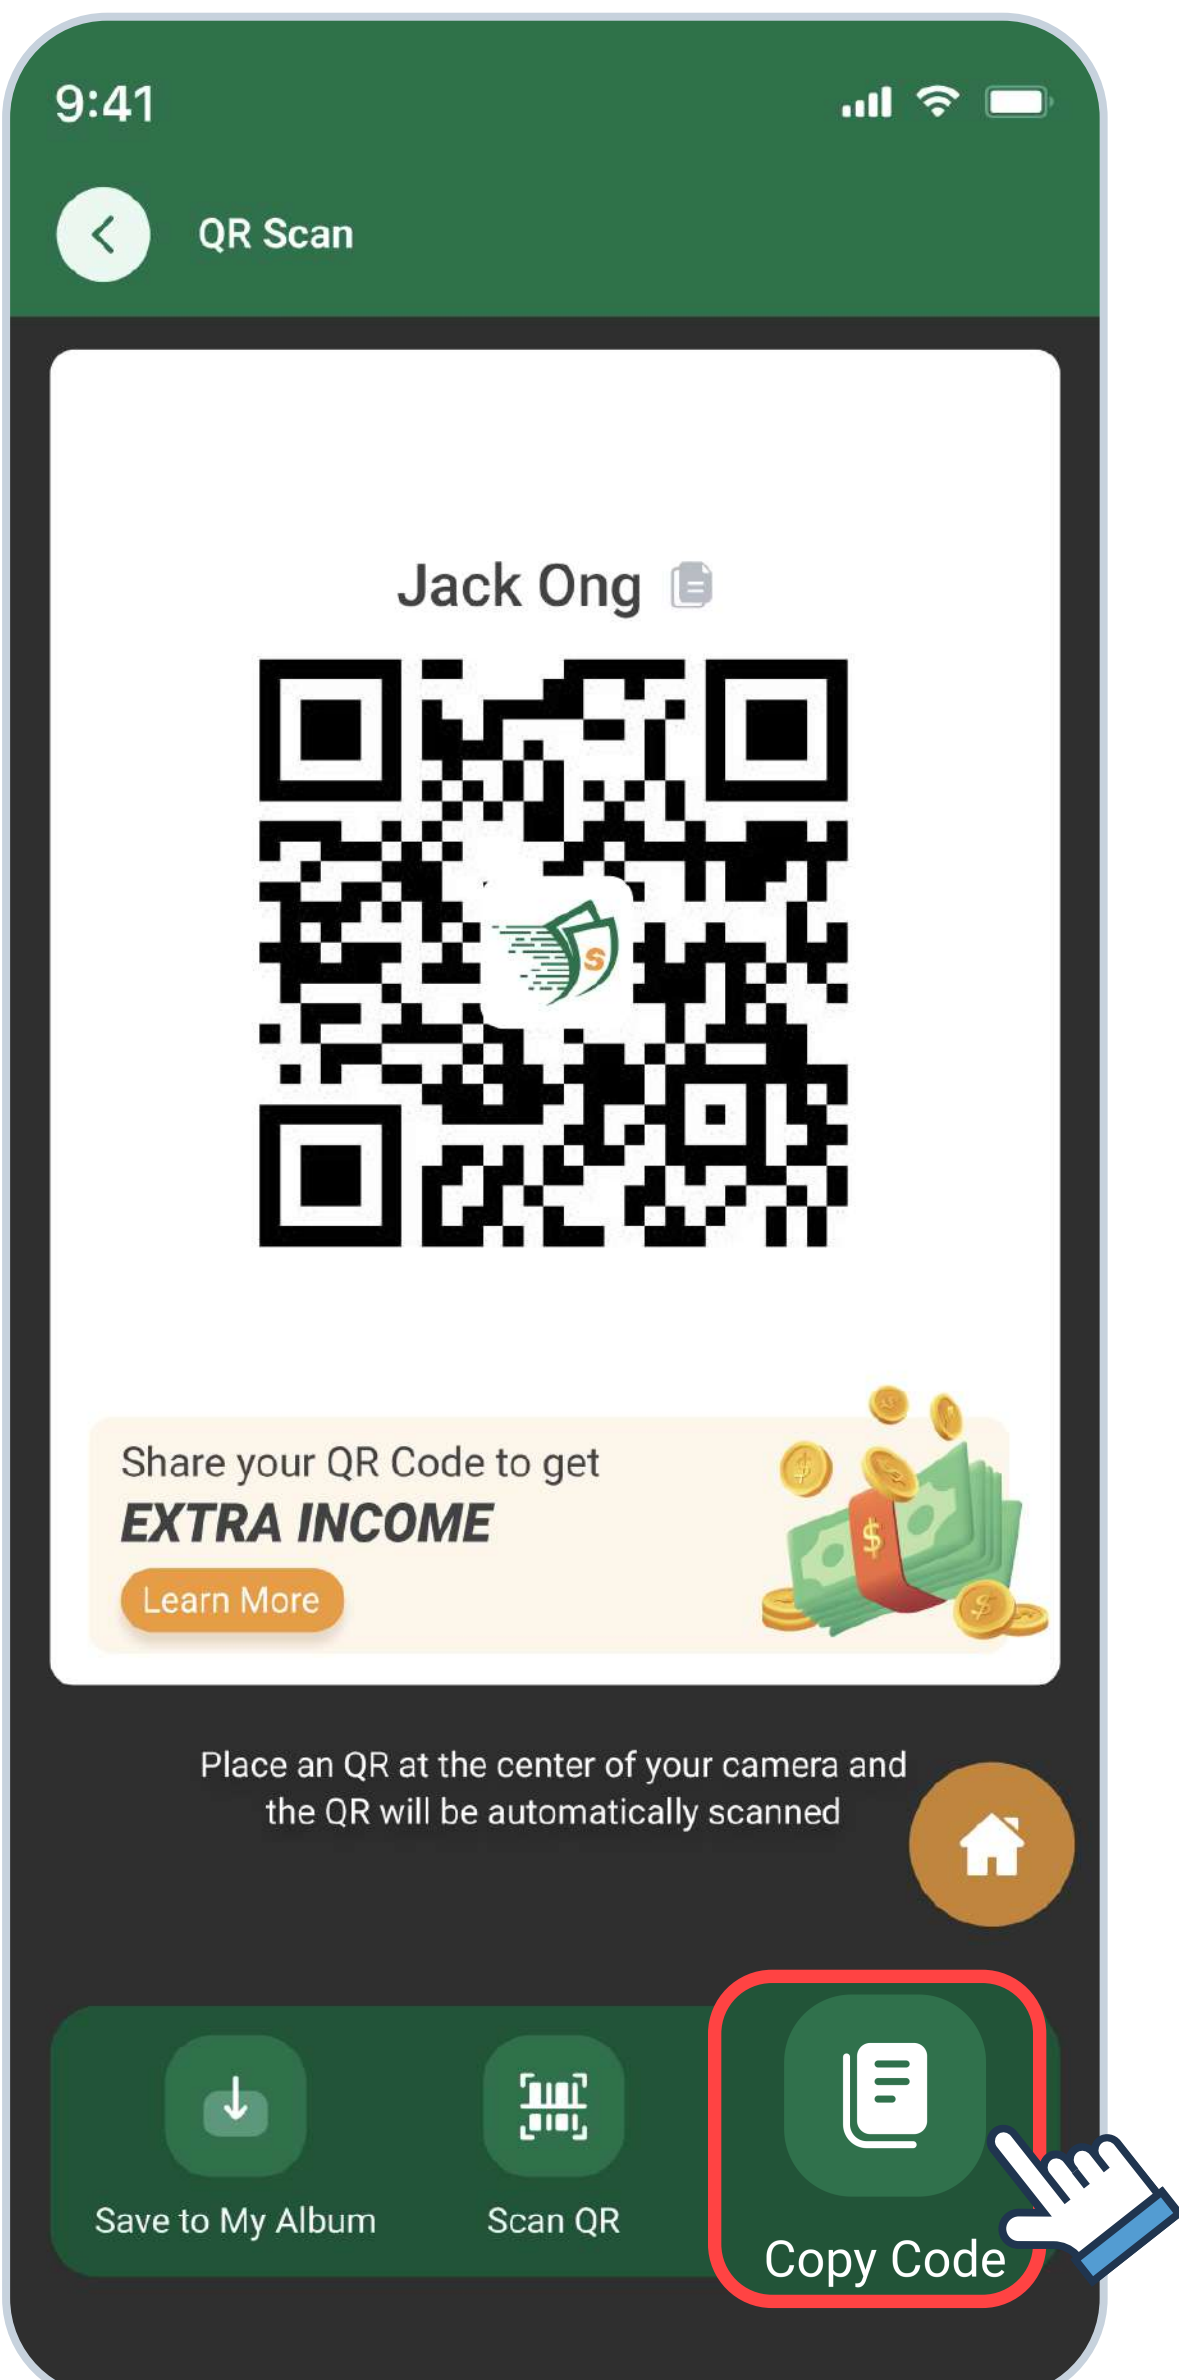 9:41
QR Scan
Jack Ong
S
Share your QR Code to get
EXTRA INCOME
Learn More
$
$
$
Place an QR at the center of your camera and
the QR will be automatically scanned
Save to My Album
Scan QR
Copy Code